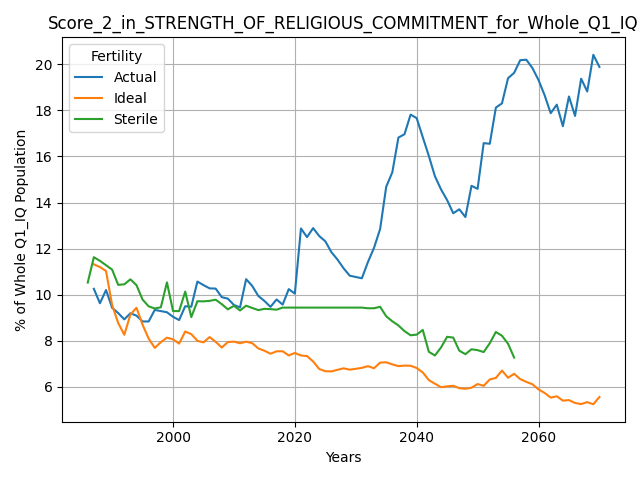 Score_2_in_STRENGTH_OF_RELIGIOUS_COMMITMENT_for_Whole_Q1_IQ
Fertility
Actual
Ideal
Sterile
% of Whole Q1_IQ Population
20
18
16
14
12
10
8
6
2000
2020
2040
2060
Years